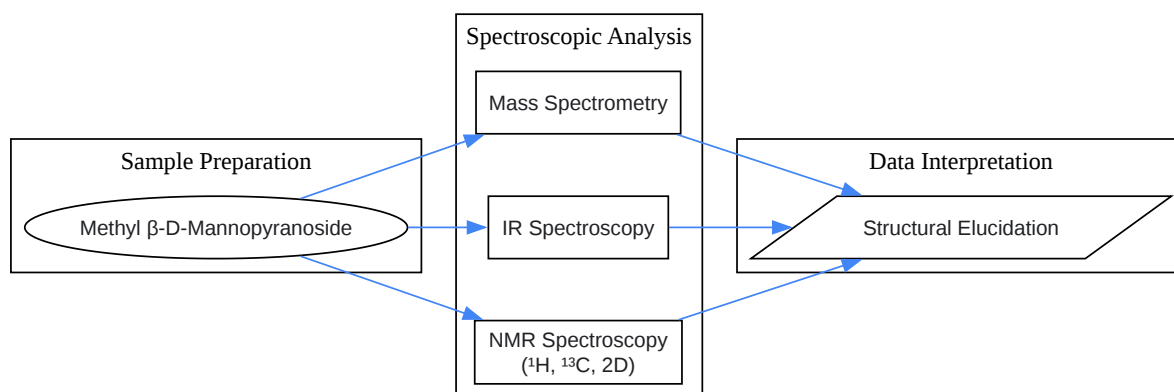 Spectroscopic Analysis
Mass Spectrometry
Sample Preparation
Data Interpretation
Methyl β-D-Mannopyranoside
IR Spectroscopy
Structural Elucidation
NMR Spectroscopy
(¹H, ¹³C, 2D)